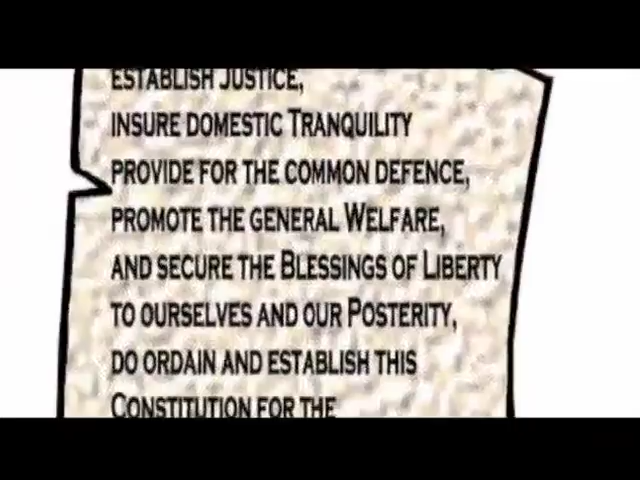 ESTABLISH JUSTICE,
INSURE DOMESTIC TRANQUILITY
PROVIDE FOR THE COMMON DEFENCE,
PROMOTE THE GENERAL WELFARE,
AND SECURE THE BLESSINGS OF LIBERTY
TO OURSELVES AND OUR POSTERITY,
DO ORDAIN AND ESTABLISH THIS
CONSTITUTION FOR THE